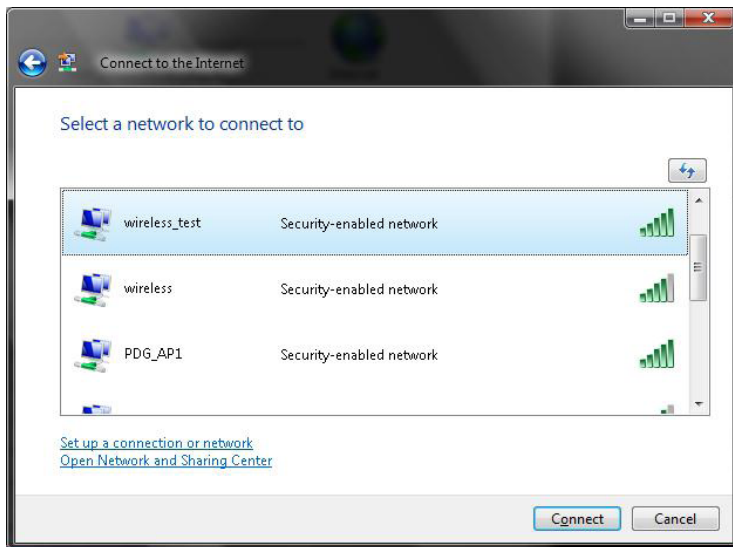 Connect to the Internet
Select a network to connect to
wireless_test Security-enabled network
wireless Security-enabled network
PDG_AP1 Security-enabled network
Set up a connection or network
Open Network and Sharing Center
Connect Cancel